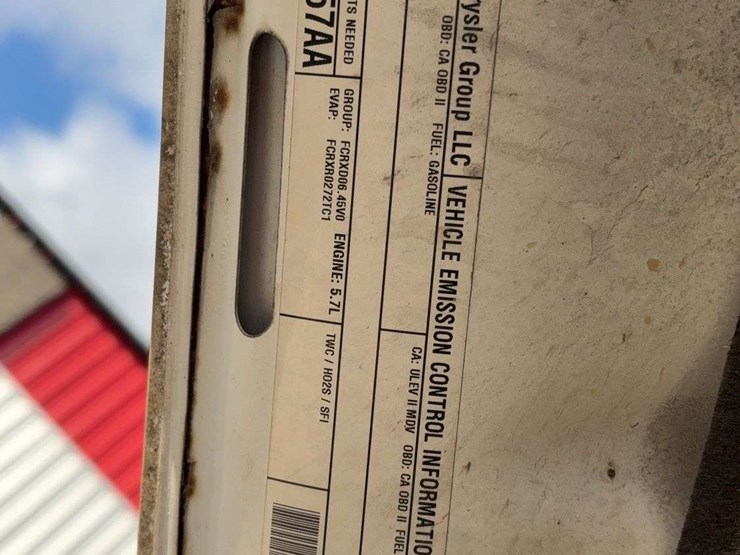 ysler Group LLC VEHICLE EMISSION CONTROL INFORMATIO
OBD: CA OBD II FUEL: GASOLINE CA: ULEV II MDV OBD: CA OBD II FUEL
TS NEEDED GROUP: FCRXD06.45V0 ENGINE: 5.7L TWC / HO2S / SFI
57AA EVAP: FCRXR0272TC1